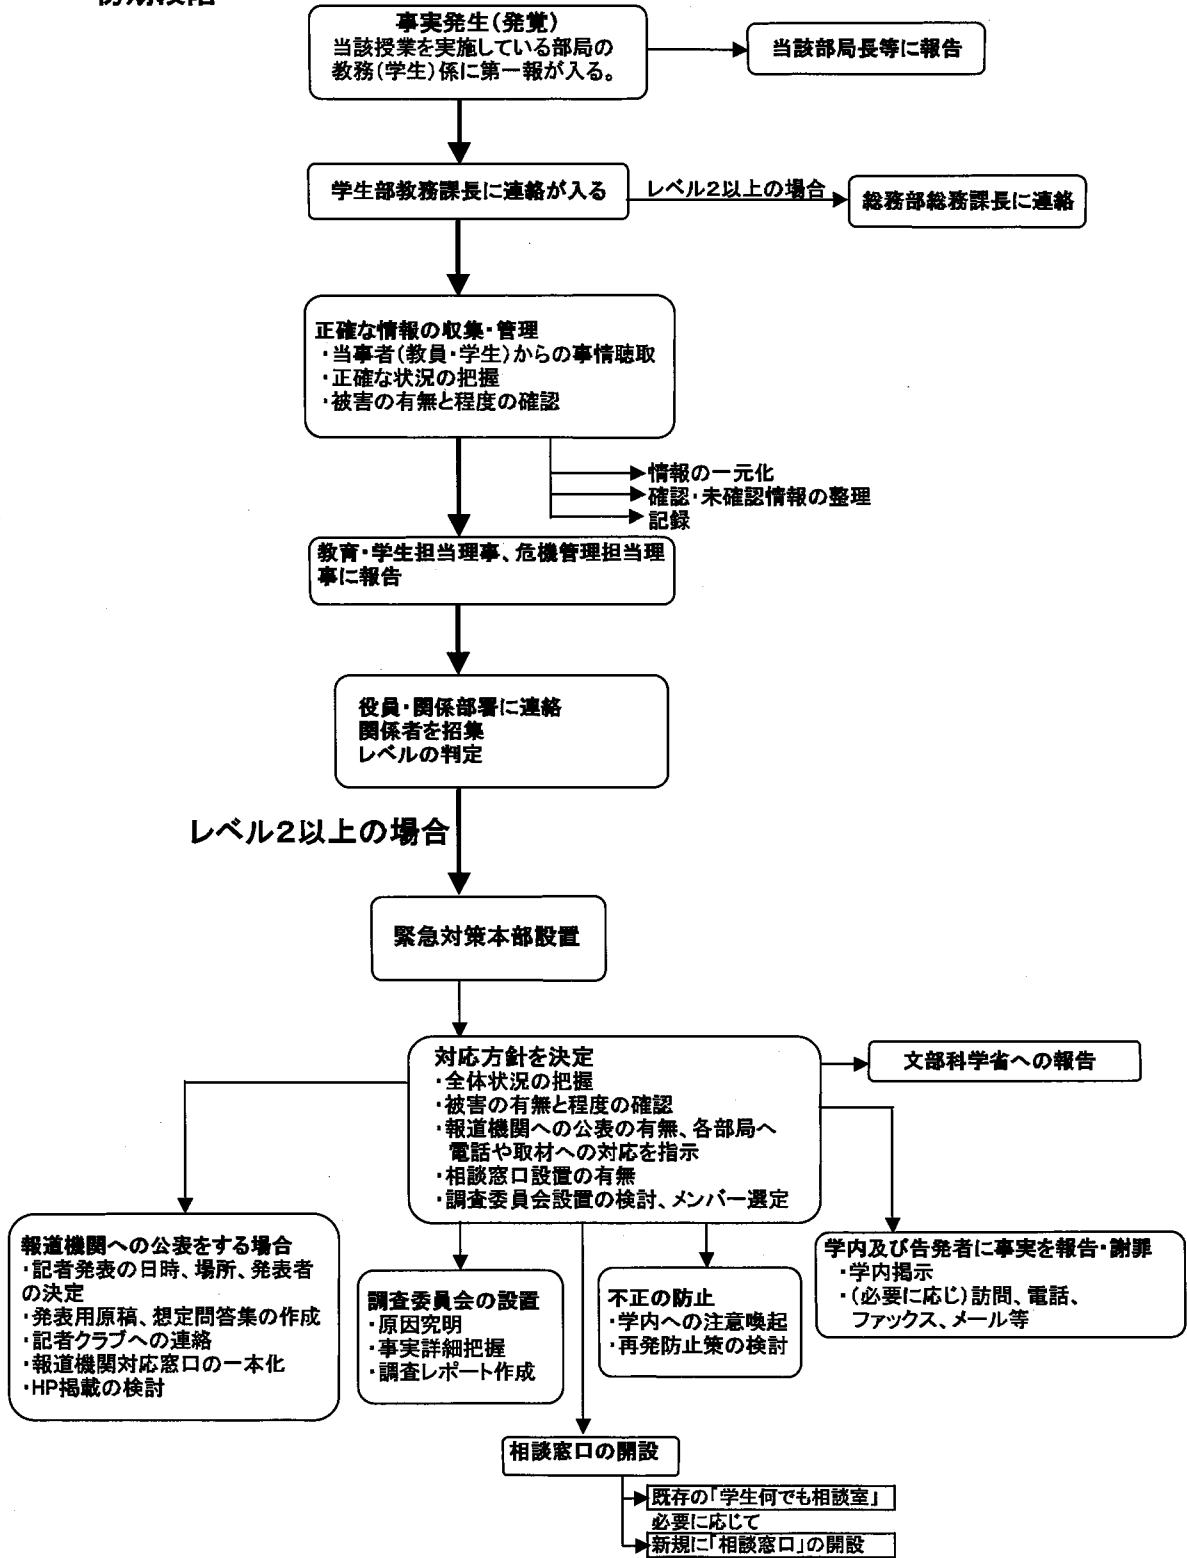 事実発生(発覚)
当該授業を実施している部局の
教務(学生)係に第一報が入る。
当該部局長等に報告
学生部教務課長に連絡が入る
レベル2以上の場合
総務部総務課長に連絡
正確な情報の収集・管理
・当事者(教員・学生)からの事情聴取
・正確な状況の把握
・被害の有無と程度の確認
情報の一元化
確認・未確認情報の整理
記録
教育・学生担当理事、危機管理担当理
事に報告
役員・関係部署に連絡
関係者を招集
レベルの判定
レベル2以上の場合
緊急対策本部設置
対応方針を決定
・全体状況の把握
・被害の有無と程度の確認
・報道機関への公表の有無、各部局へ
電話や取材への対応を指示
・相談窓口設置の有無
・調査委員会設置の検討、メンバー選定
文部科学省への報告
報道機関への公表をする場合
・記者発表の日時、場所、発表者
の決定
・発表用原稿、想定問答集の作成
・記者クラブへの連絡
・報道機関対応窓口の一本化
・HP掲載の検討
調査委員会の設置
・原因究明
・事実詳細把握
・調査レポート作成
不正の防止
・学内への注意喚起
・再発防止策の検討
学内及び告発者に事実を報告・謝罪
・学内掲示
・(必要に応じ)訪問、電話、
ファックス、メール等
相談窓口の開設
既存の「学生何でも相談室」
必要に応じて
新規に「相談窓口」の開設